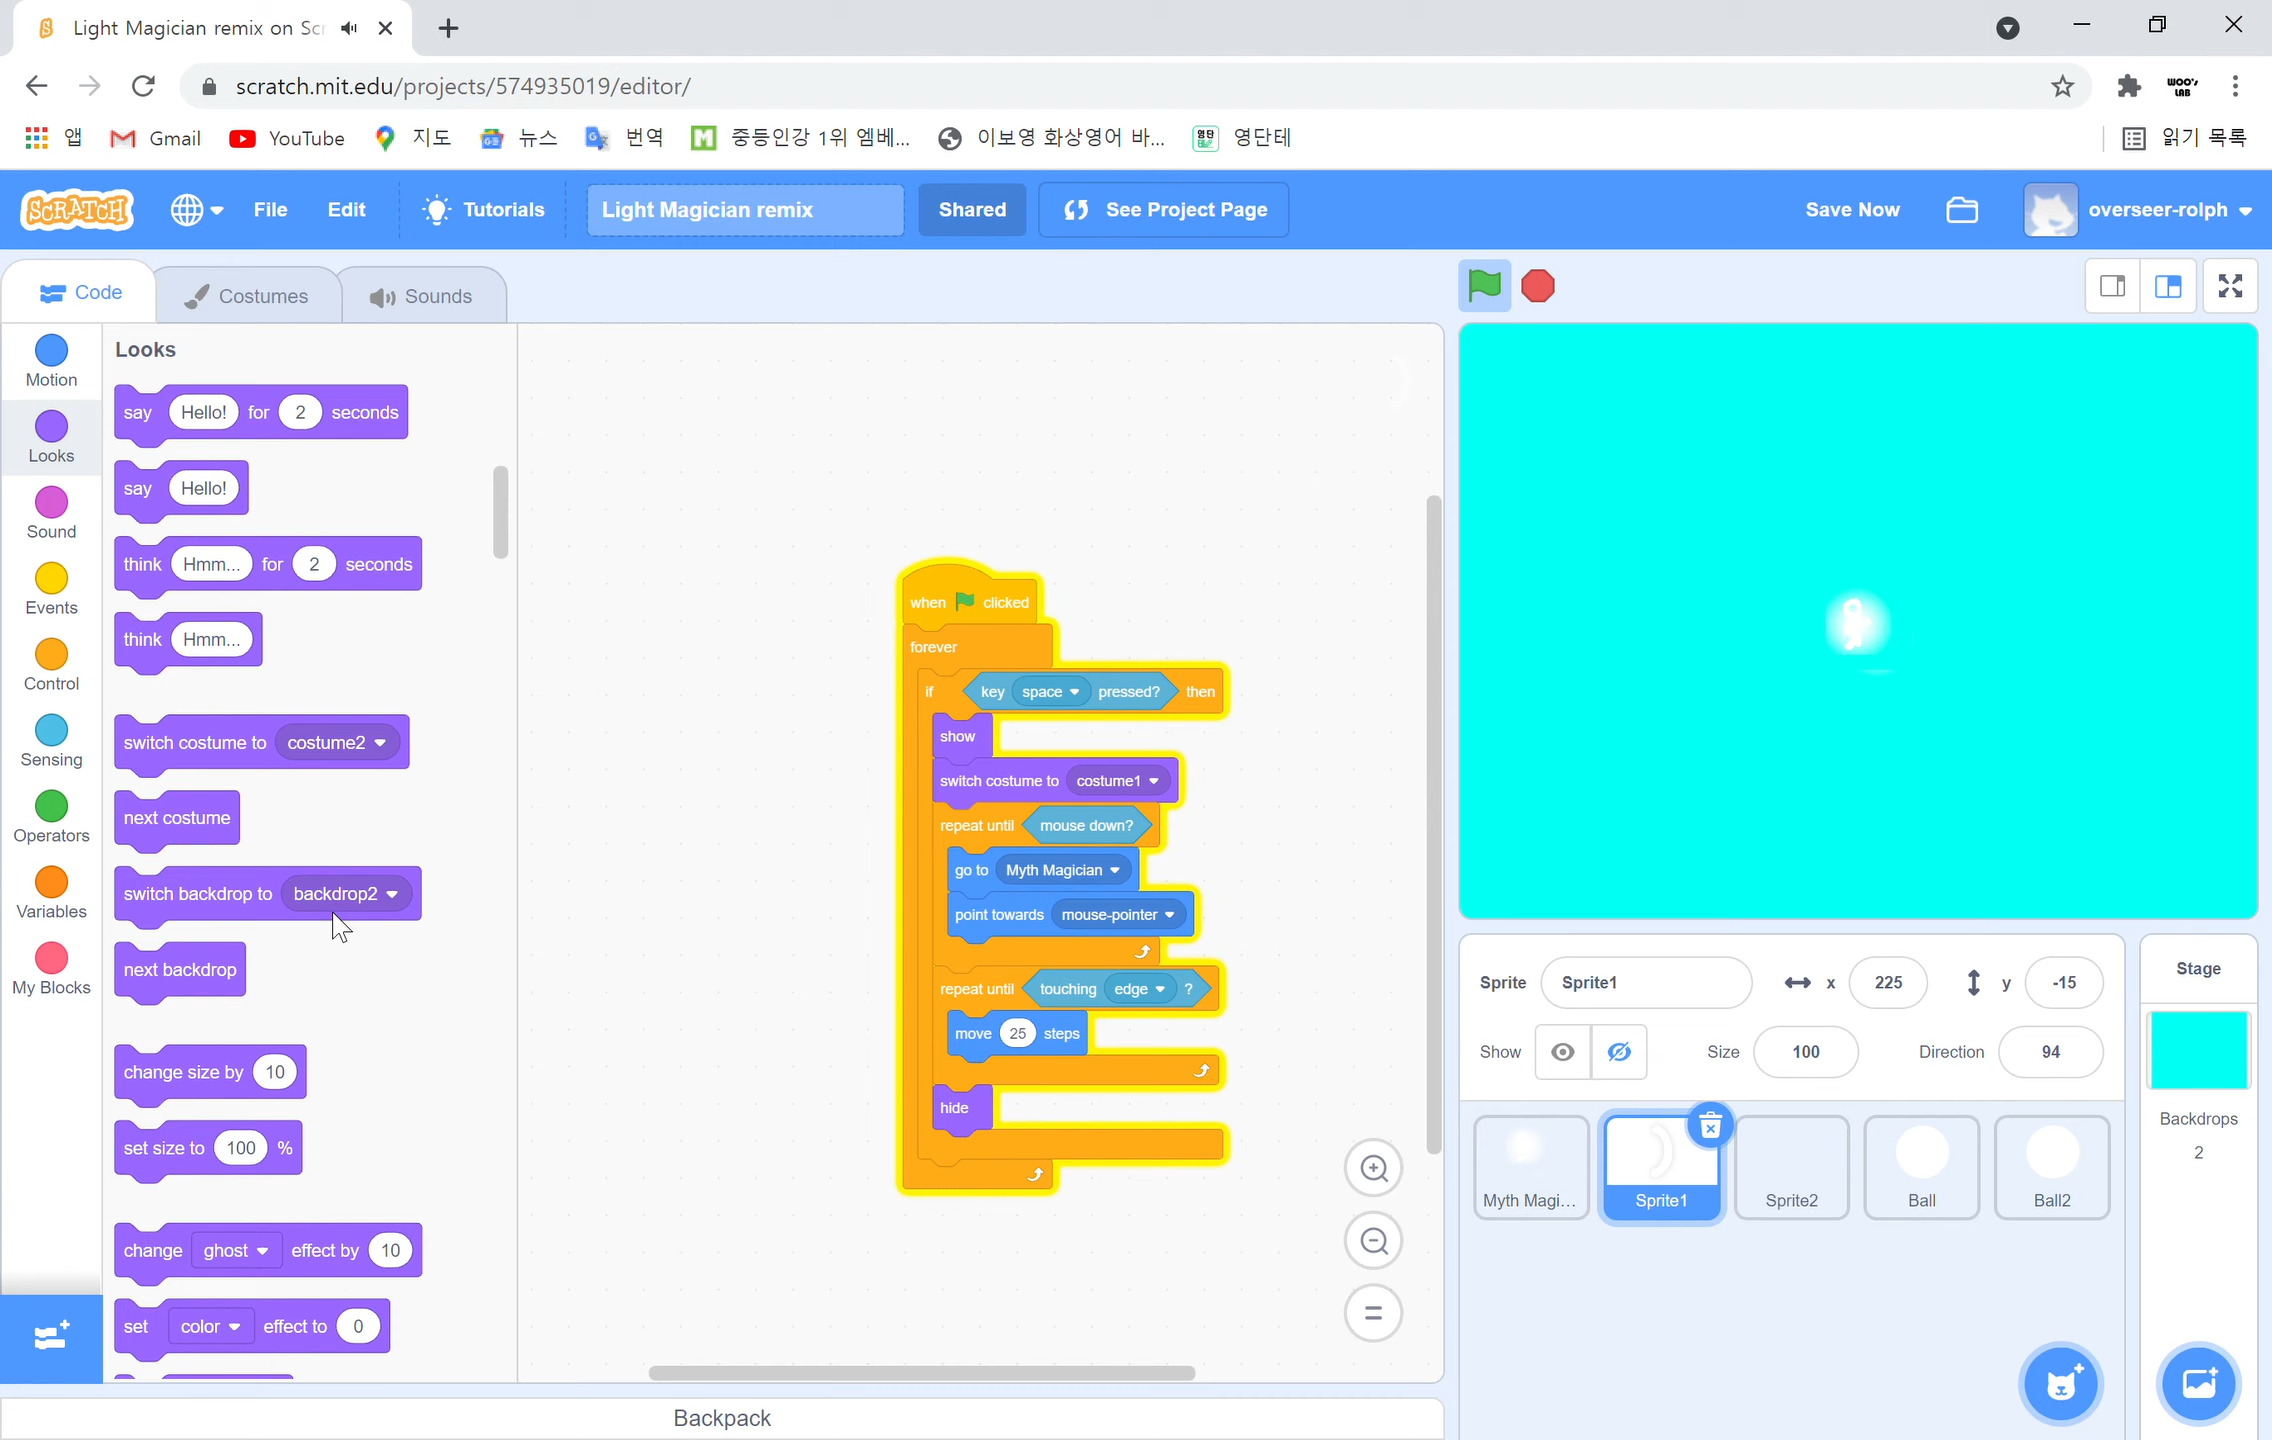 Light Magician remix on Scr
scratch.mit.edu/projects/574935019/editor/
WOO's LAB
앱 Gmail YouTube 지도 뉴스 번역 중등인강 1위 엠베... 이보영 화상영어 바... 영단테 읽기 목록
SCRATCH File Edit Tutorials Light Magician remix Shared See Project Page Save Now overseer-rolph
Code Costumes Sounds
Motion
Looks
Sound
Events
Control
Sensing
Operators
Variables
My Blocks
Looks
say Hello! for 2 seconds
say Hello!
think Hmm... for 2 seconds
think Hmm...
switch costume to costume2
next costume
switch backdrop to backdrop2
next backdrop
change size by 10
set size to 100 %
change ghost effect by 10
set color effect to 0
when clicked
forever
if key space pressed? then
show
switch costume to costume1
repeat until mouse down?
go to Myth Magician
point towards mouse-pointer
repeat until touching edge ?
move 25 steps
hide
Backpack
Sprite Sprite1 x 225 y -15
Show Size 100 Direction 94
Myth Magi... Sprite1 Sprite2 Ball Ball2
Stage
Backdrops
2